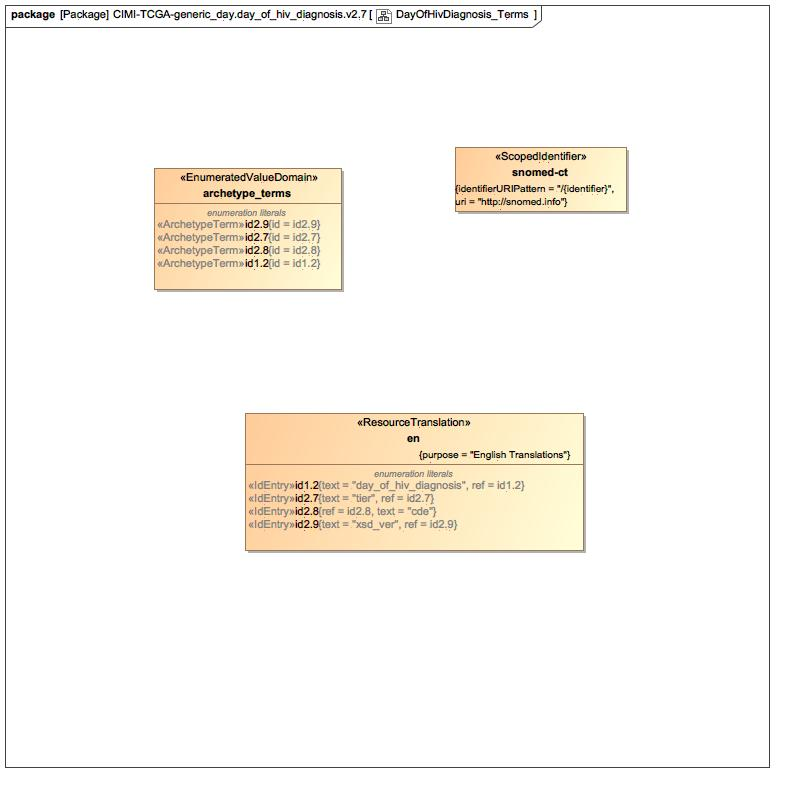 package [Package] CIMI-TCGA-generic_day.day_of_hiv_diagnosis.v2.7 [ DayOfHivDiagnosis_Terms ]
«ScopedIdentifier»
snomed-ct
{identifierURIPattern = "/{identifier}",
uri = "http://snomed.info"}
«EnumeratedValueDomain»
archetype_terms
enumeration literals
«ArchetypeTerm»id2.9{id = id2.9}
«ArchetypeTerm»id2.7{id = id2.7}
«ArchetypeTerm»id2.8{id = id2.8}
«ArchetypeTerm»id1.2{id = id1.2}
«ResourceTranslation»
en
{purpose = "English Translations"}
enumeration literals
«IdEntry»id1.2{text = "day_of_hiv_diagnosis", ref = id1.2}
«IdEntry»id2.7{text = "tier", ref = id2.7}
«IdEntry»id2.8{ref = id2.8, text = "cde"}
«IdEntry»id2.9{text = "xsd_ver", ref = id2.9}